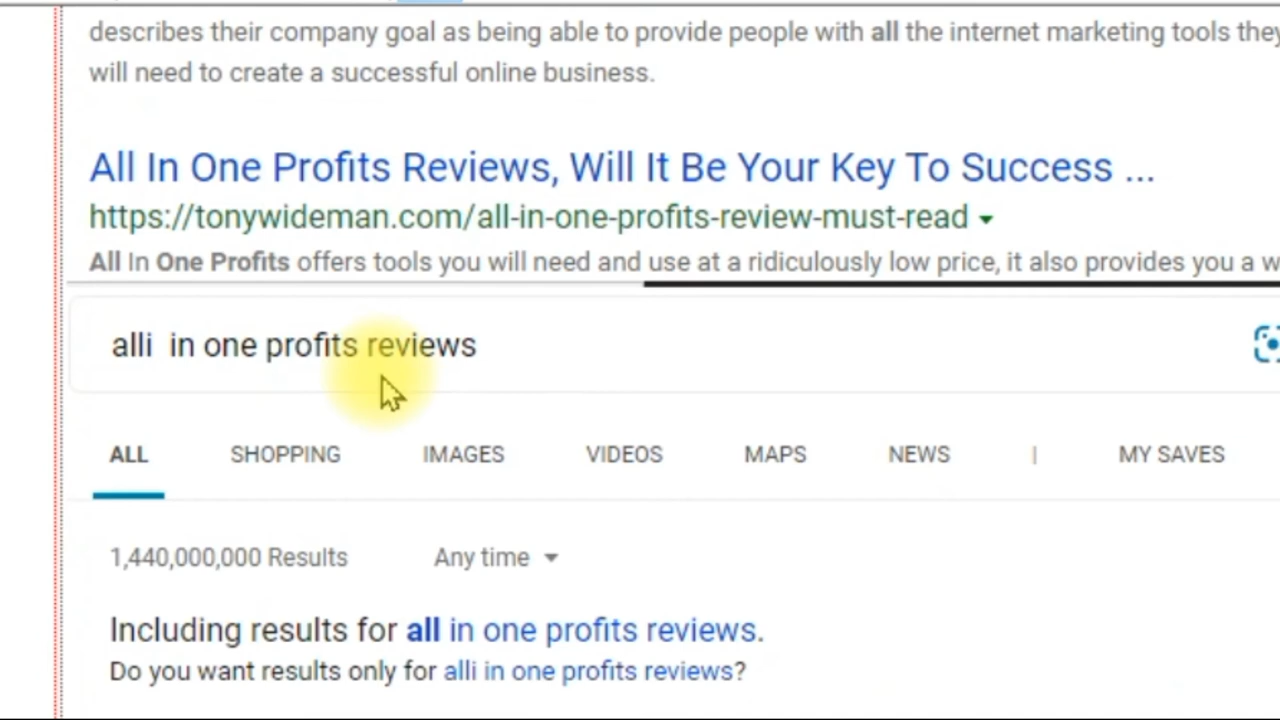 describes their company goal as being able to provide people with all the internet marketing tools they
will need to create a successful online business.
All In One Profits Reviews, Will It Be Your Key To Success ...
https://tonywideman.com/all-in-one-profits-review-must-read
All In One Profits offers tools you will need and use at a ridiculously low price, it also provides you a w
alli  in one profits reviews
ALL SHOPPING IMAGES VIDEOS MAPS NEWS | MY SAVES
1,440,000,000 Results Any time
Including results for all in one profits reviews.
Do you want results only for alli in one profits reviews?